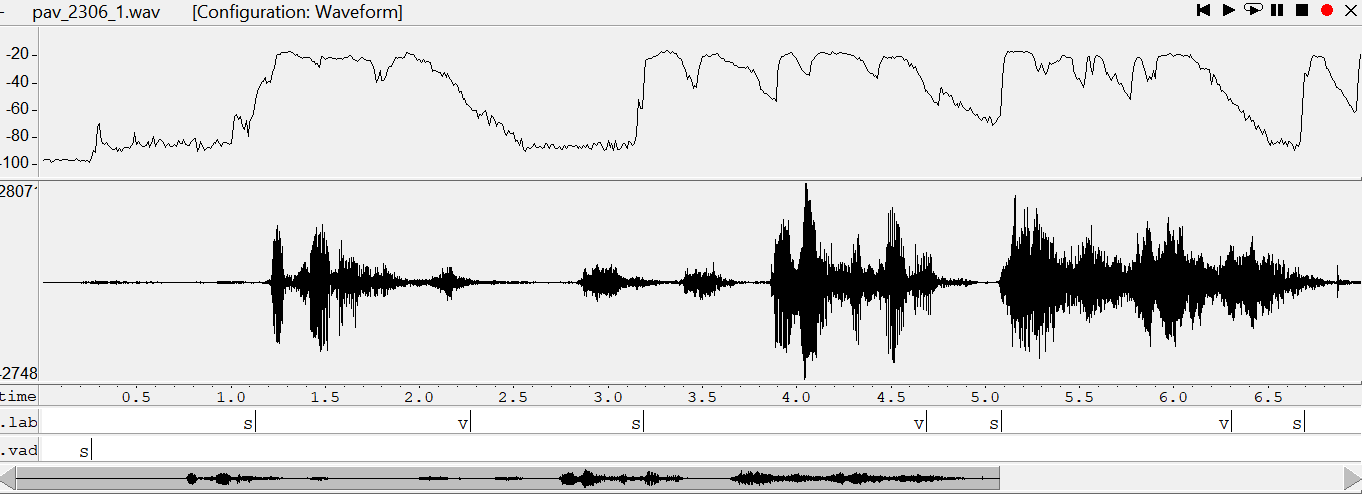 pav_2306_1.wav [Configuration: Waveform]
-20
-40
-60
-80
-100
2807
2748
time 0.5 1.0 1.5 2.0 2.5 3.0 3.5 4.0 4.5 5.0 5.5 6.0 6.5
.lab s v s v s v s
.vad s